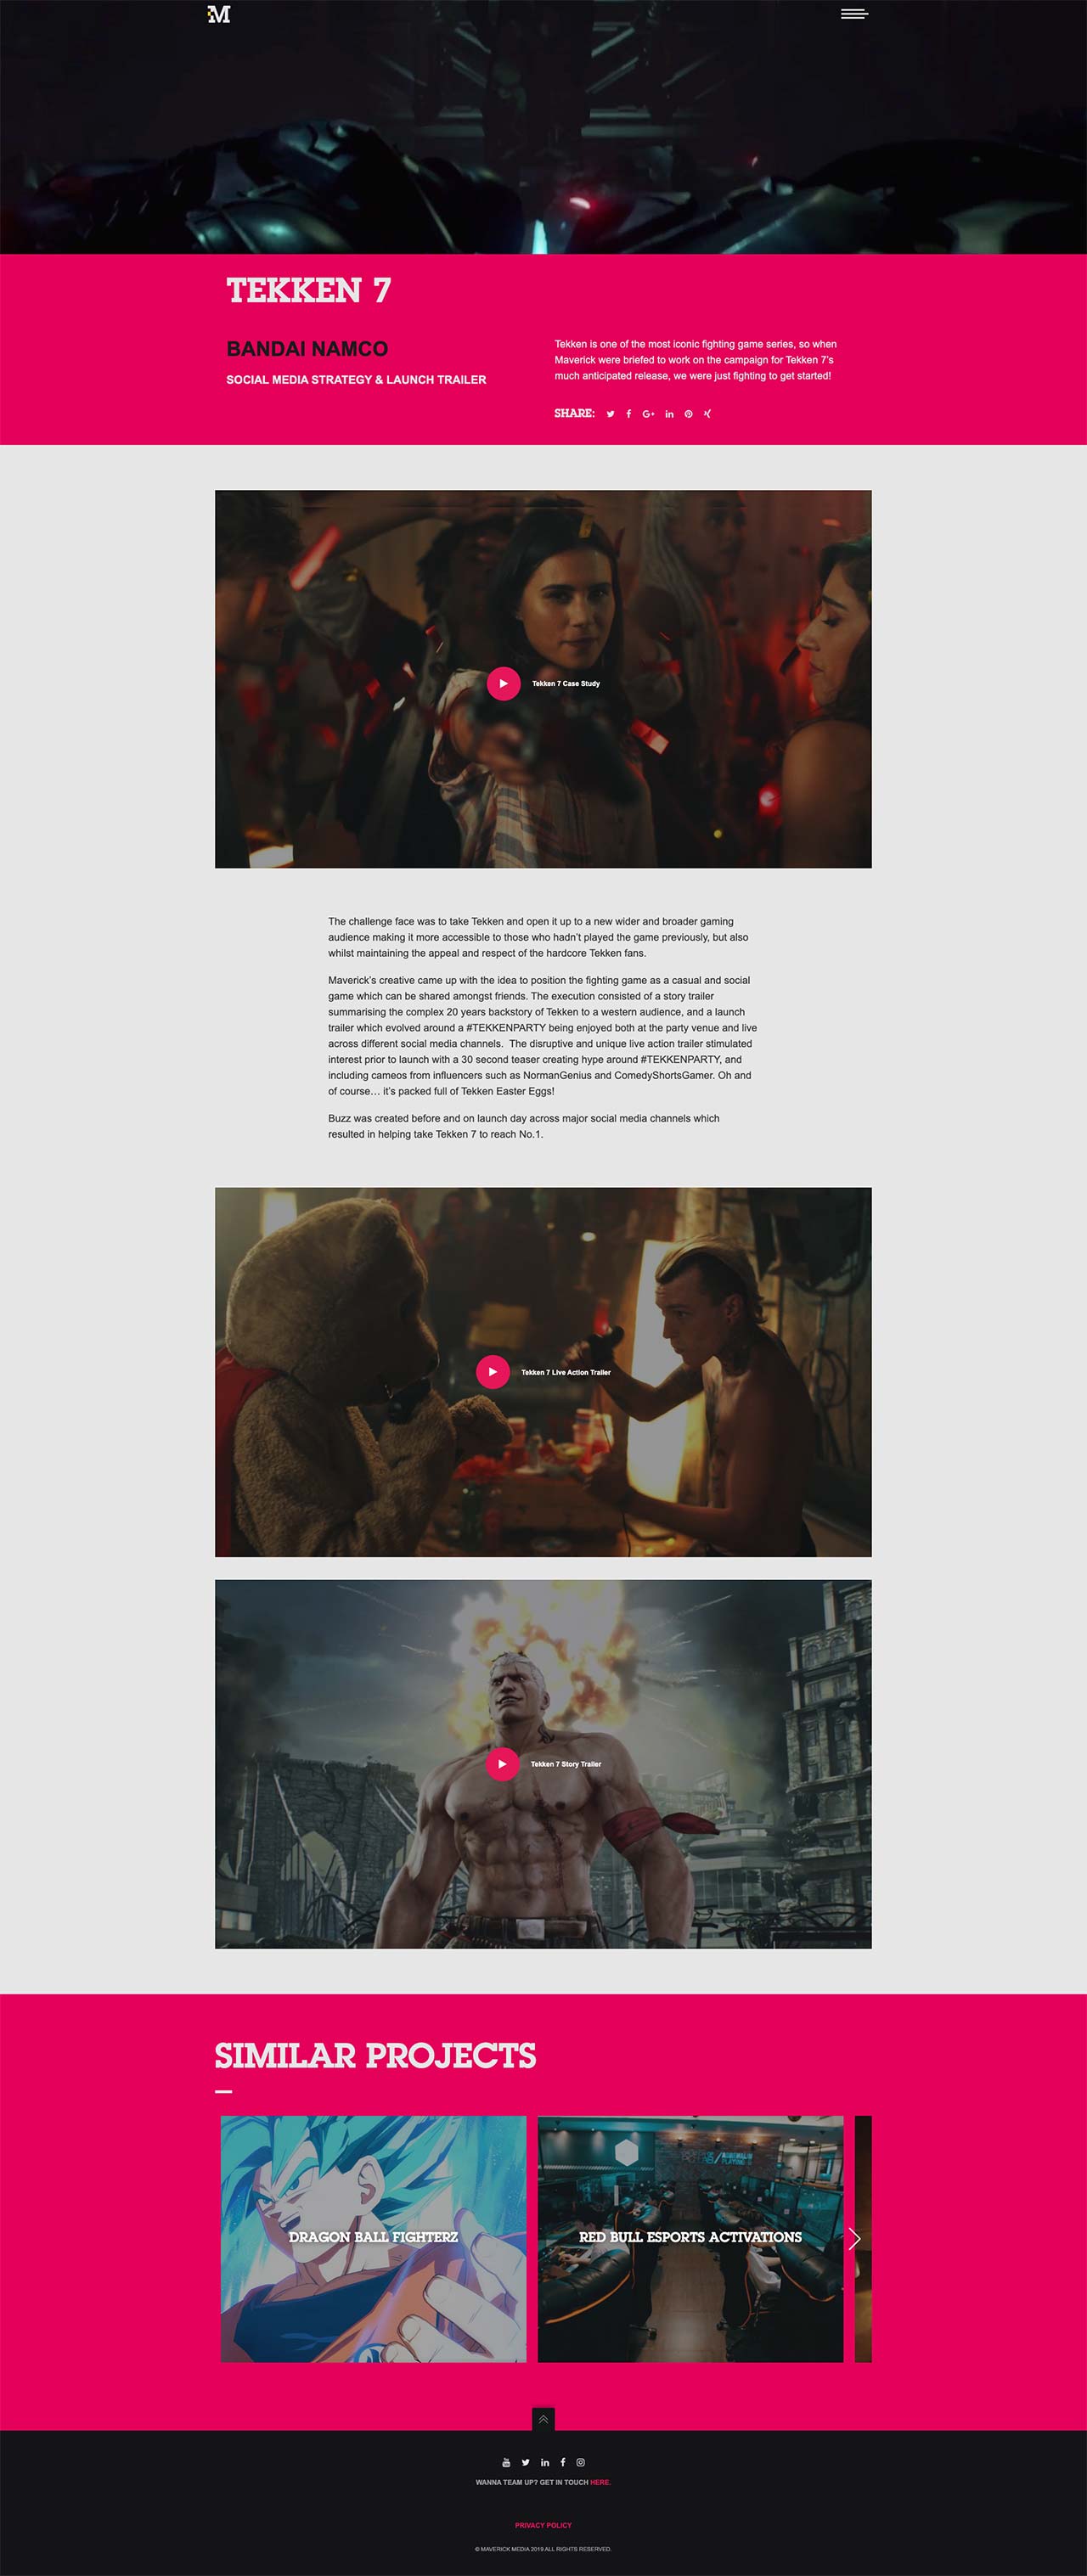 M
TEKKEN 7
BANDAI NAMCO
SOCIAL MEDIA STRATEGY & LAUNCH TRAILER
Tekken is one of the most iconic fighting game series, so when
Maverick were briefed to work on the campaign for Tekken 7's
much anticipated release, we were just fighting to get started!
SHARE:
Tekken 7 Case Study
The challenge face was to take Tekken and open it up to a new wider and broader gaming
audience making it more accessible to those who hadn't played the game previously, but also
whilst maintaining the appeal and respect of the hardcore Tekken fans.
Maverick's creative came up with the idea to position the fighting game as a casual and social
game which can be shared amongst friends. The execution consisted of a story trailer
summarising the complex 20 years backstory of Tekken to a western audience, and a launch
trailer which evolved around a #TEKKENPARTY being enjoyed both at the party venue and live
across different social media channels.  The disruptive and unique live action trailer stimulated
interest prior to launch with a 30 second teaser creating hype around #TEKKENPARTY, and
including cameos from influencers such as NormanGenius and ComedyShortsGamer. Oh and
of course… it's packed full of Tekken Easter Eggs!
Buzz was created before and on launch day across major social media channels which
resulted in helping take Tekken 7 to reach No.1.
Tekken 7 Live Action Trailer
Tekken 7 Story Trailer
SIMILAR PROJECTS
DRAGON BALL FIGHTERZ
RED BULL ESPORTS ACTIVATIONS
WANNA TEAM UP? GET IN TOUCH HERE.
PRIVACY POLICY
© MAVERICK MEDIA 2019 ALL RIGHTS RESERVED.